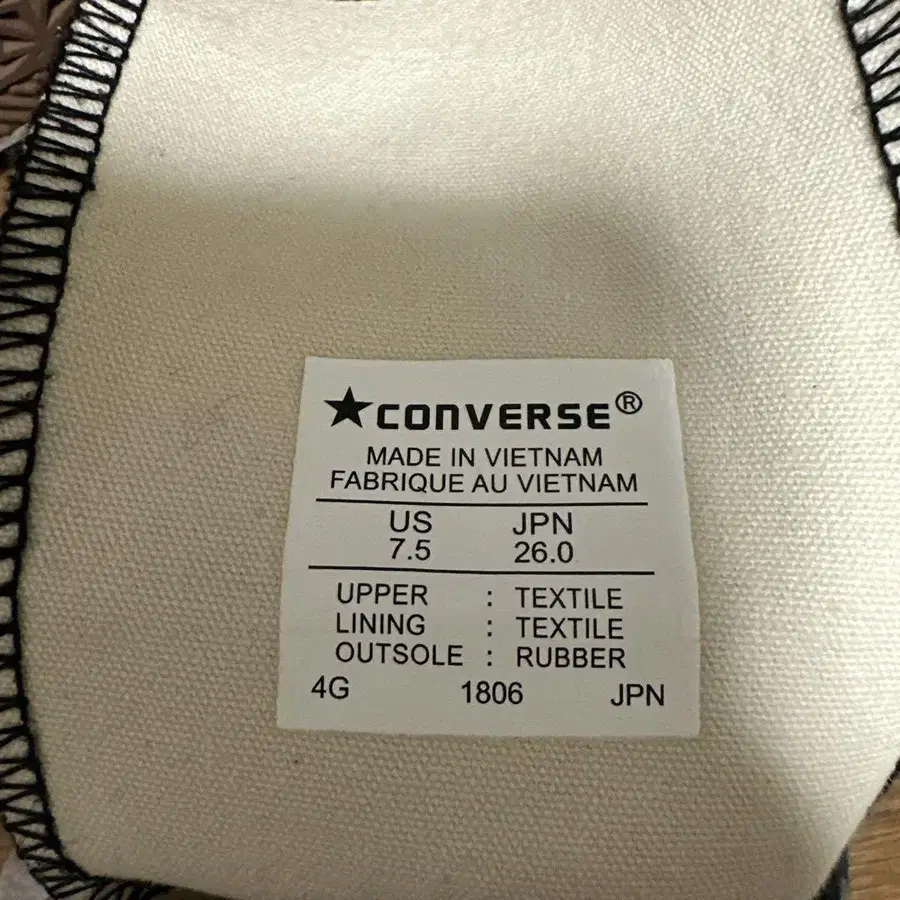 ★CONVERSE®
MADE IN VIETNAM
FABRIQUE AU VIETNAM
US JPN
7.5 26.0
UPPER : TEXTILE
LINING : TEXTILE
OUTSOLE : RUBBER
4G 1806 JPN